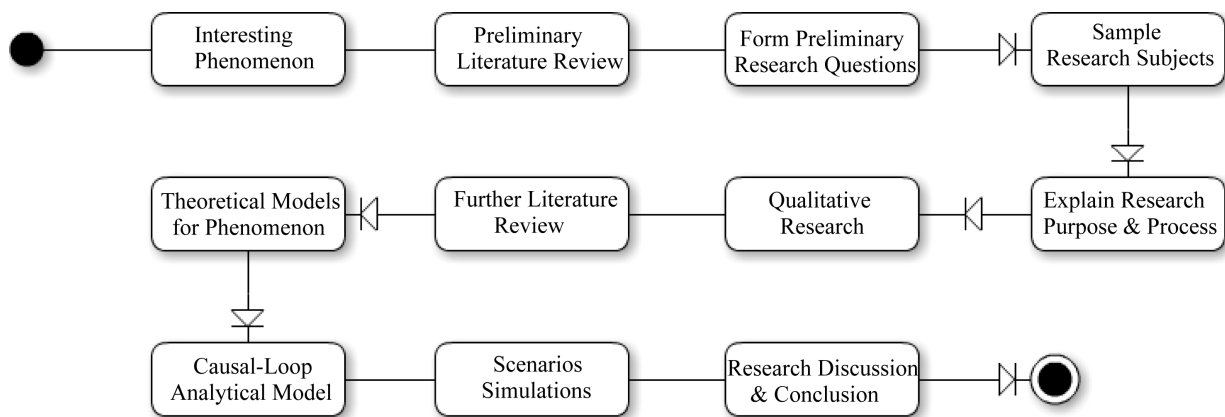 Interesting
Phenomenon
Preliminary
Literature Review
Form Preliminary
Research Questions
Sample
Research Subjects
Explain Research
Purpose & Process
Qualitative
Research
Further Literature
Review
Theoretical Models
for Phenomenon
Causal-Loop
Analytical Model
Scenarios
Simulations
Research Discussion
& Conclusion